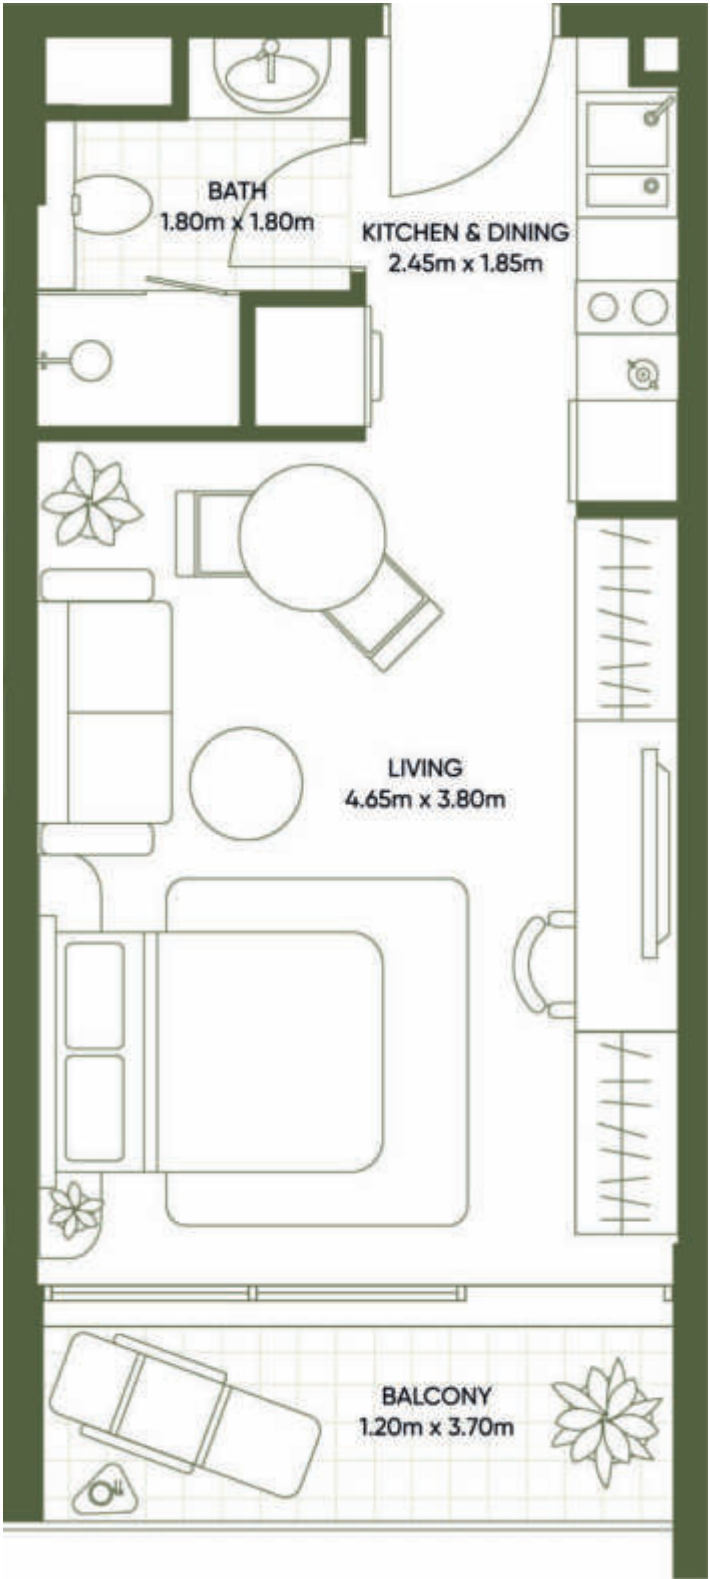 BATH
1.80m x 1.80m
KITCHEN & DINING
2.45m x 1.85m
LIVING
4.65m x 3.80m
BALCONY
1.20m x 3.70m